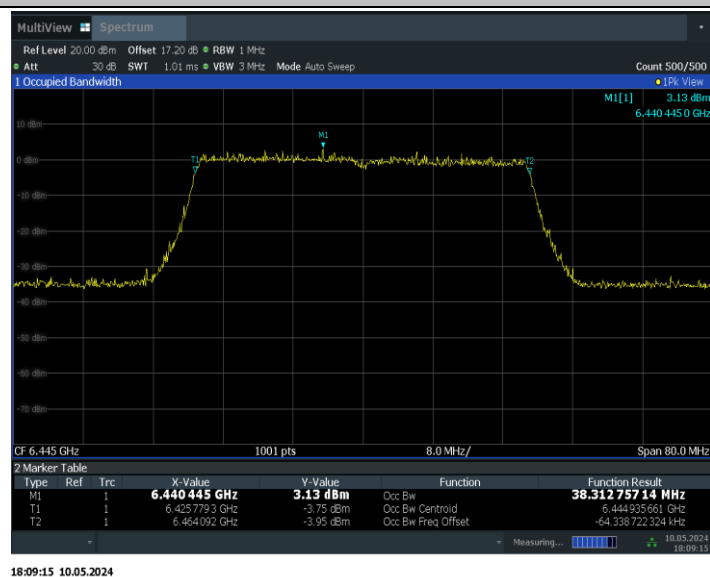 MultiView Spectrum
Ref Level 20.00 dBm Offset 17.20 dB RBW 1 MHz
Att 30 dB SWT 1.01 ms VBW 3 MHz Mode Auto Sweep Count 500/500
1 Occupied Bandwidth 1Pk View
M1[1] 3.13 dBm
6.440 445 0 GHz
10 dBm
M1
0 dBm
T1 T2
-10 dBm
-20 dBm
-30 dBm
-40 dBm
-50 dBm
-60 dBm
-70 dBm
CF 6.445 GHz 1001 pts 8.0 MHz/ Span 80.0 MHz
2 Marker Table
Type Ref Trc X-Value Y-Value Function Function Result
M1 1 6.440 445 GHz 3.13 dBm Occ Bw 38.312 757 14 MHz
T1 1 6.425 779 3 GHz -3.75 dBm Occ Bw Centroid 6.444 935 661 GHz
T2 1 6.464 092 GHz -3.95 dBm Occ Bw Freq Offset -64.338 722 324 kHz
Measuring... 10.05.2024
18:09:15
18:09:15 10.05.2024